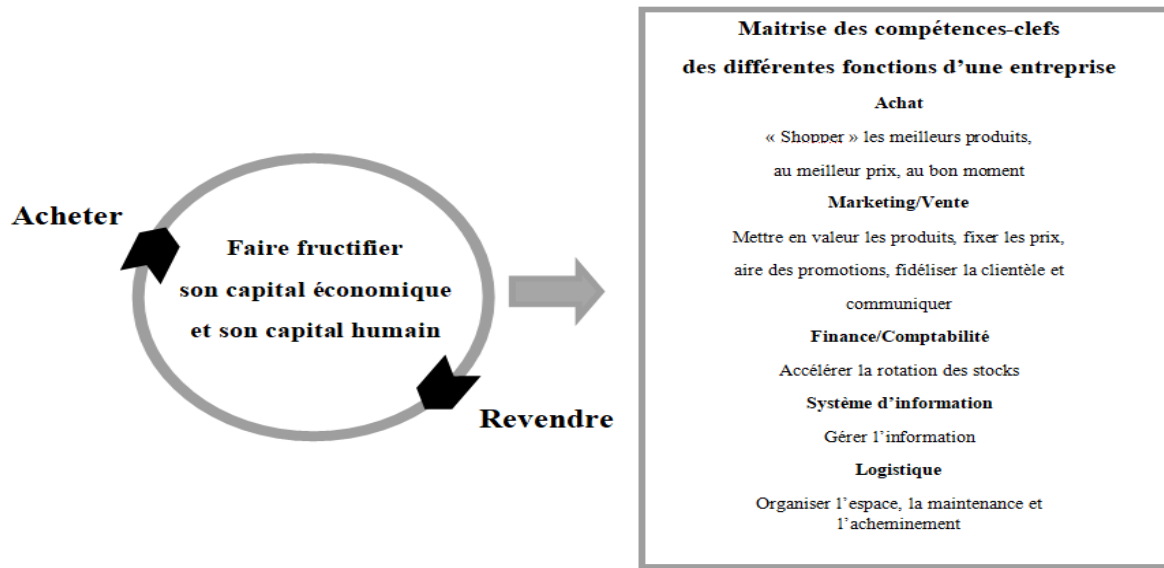 Acheter
Faire fructifier
son capital économique
et son capital humain
Revendre
Maitrise des compétences-clefs
des différentes fonctions d'une entreprise
Achat
« Shopper » les meilleurs produits,
au meilleur prix, au bon moment
Marketing/Vente
Mettre en valeur les produits, fixer les prix,
aire des promotions, fidéliser la clientèle et
communiquer
Finance/Comptabilité
Accélérer la rotation des stocks
Système d'information
Gérer l'information
Logistique
Organiser l'espace, la maintenance et
l'acheminement